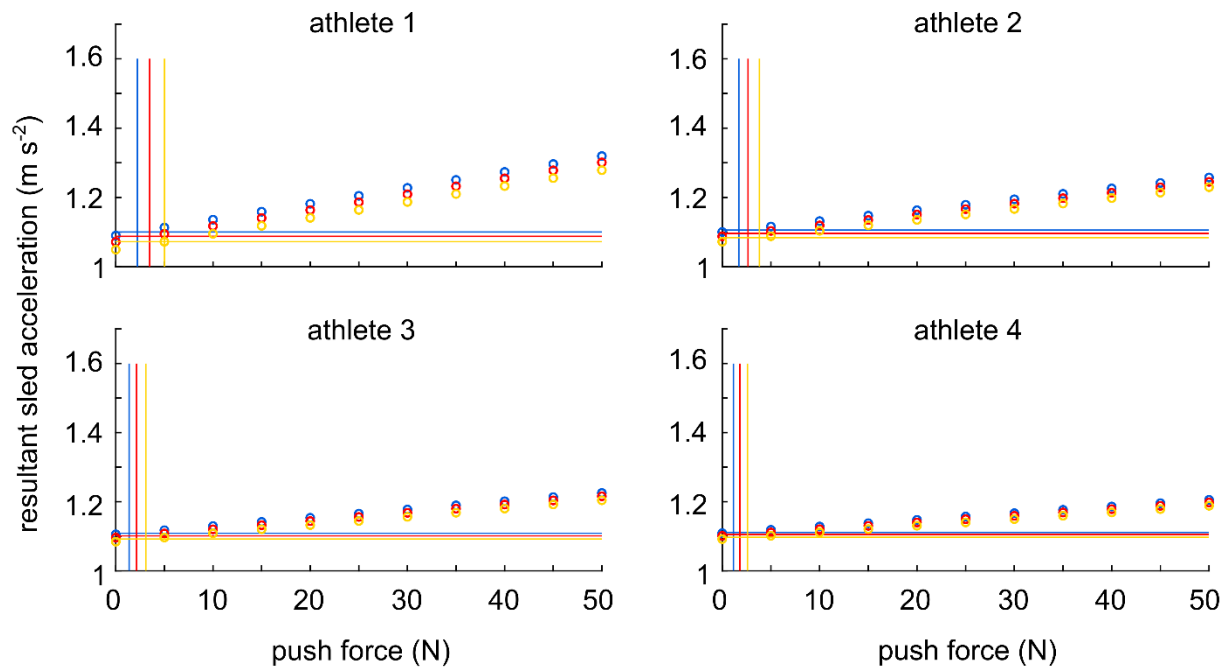 athlete 1
athlete 2
1.6
1.4
1.2
1
1.6
1.4
1.2
1
athlete 3
athlete 4
1.6
1.4
1.2
1
1.6
1.4
1.2
1
0 10 20 30 40 50
0 10 20 30 40 50
push force (N)
push force (N)
resultant sled acceleration (m s⁻²)